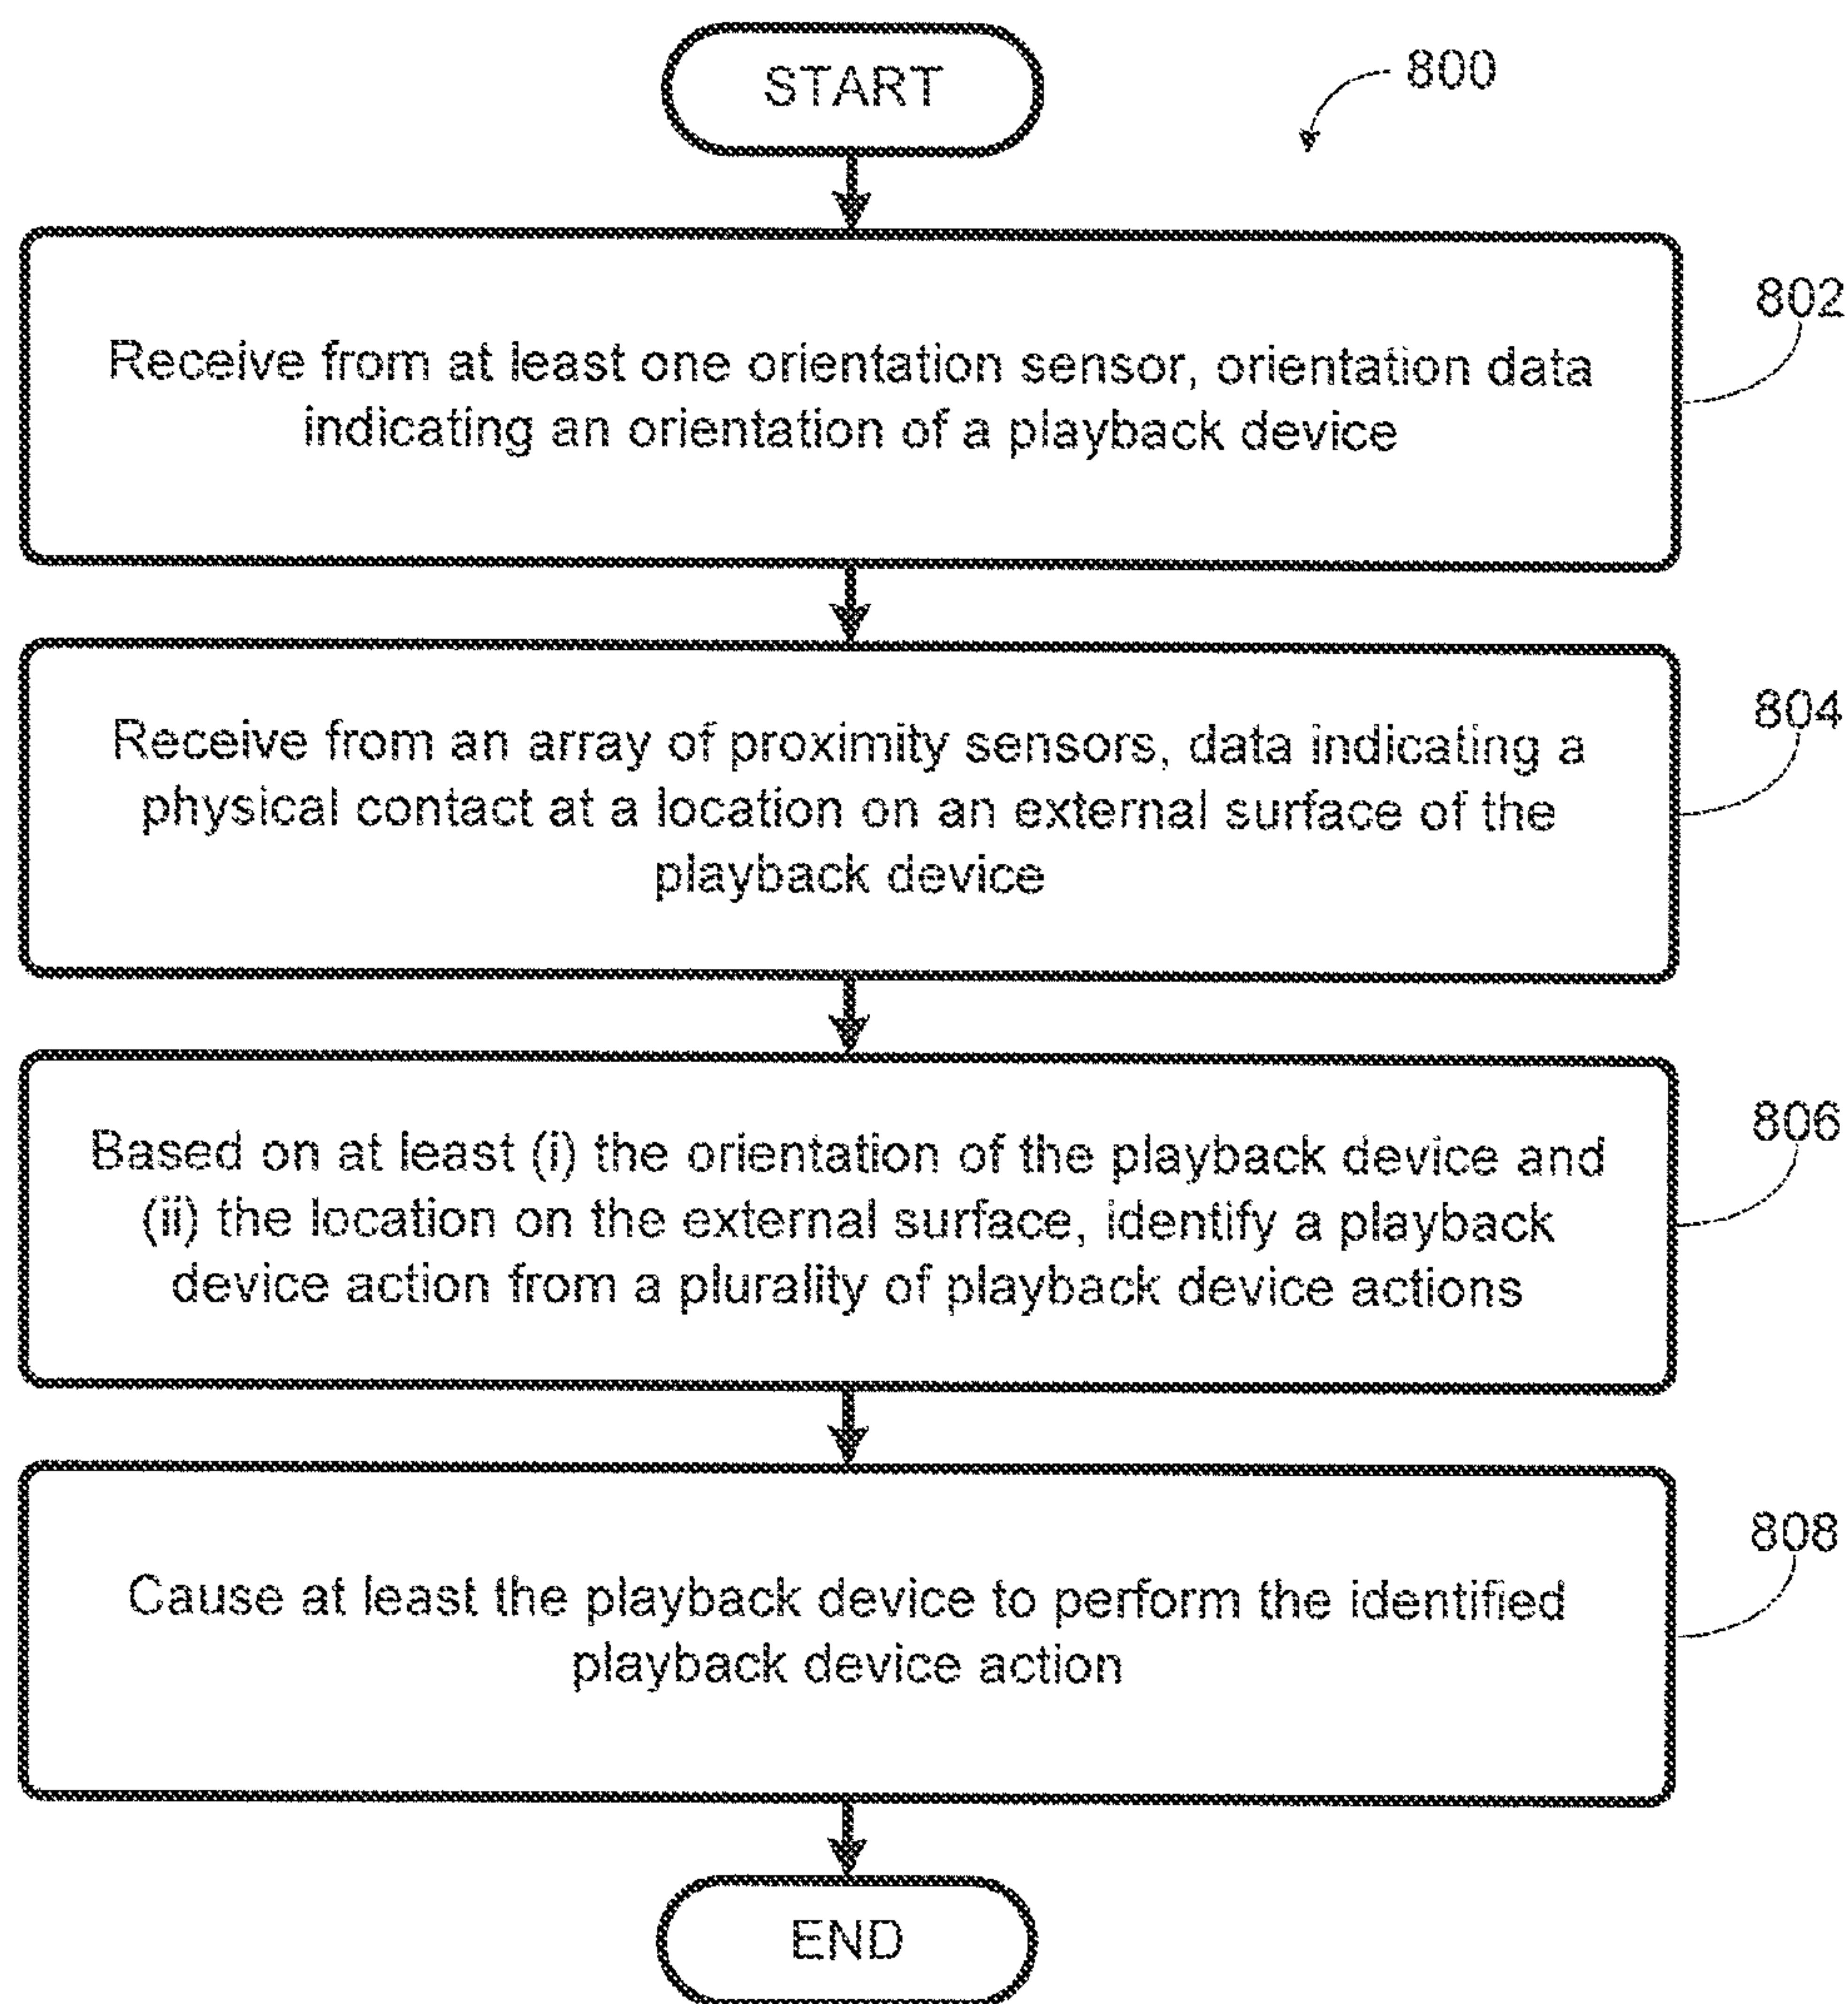 START
800
802
Receive from at least one orientation sensor, orientation data
indicating an orientation of a playback device
804
Receive from an array of proximity sensors, data indicating a
physical contact at a location on an external surface of the
playback device
806
Based on at least (i) the orientation of the playback device and
(ii) the location on the external surface, identify a playback
device action from a plurality of playback device actions
808
Cause at least the playback device to perform the identified
playback device action
END